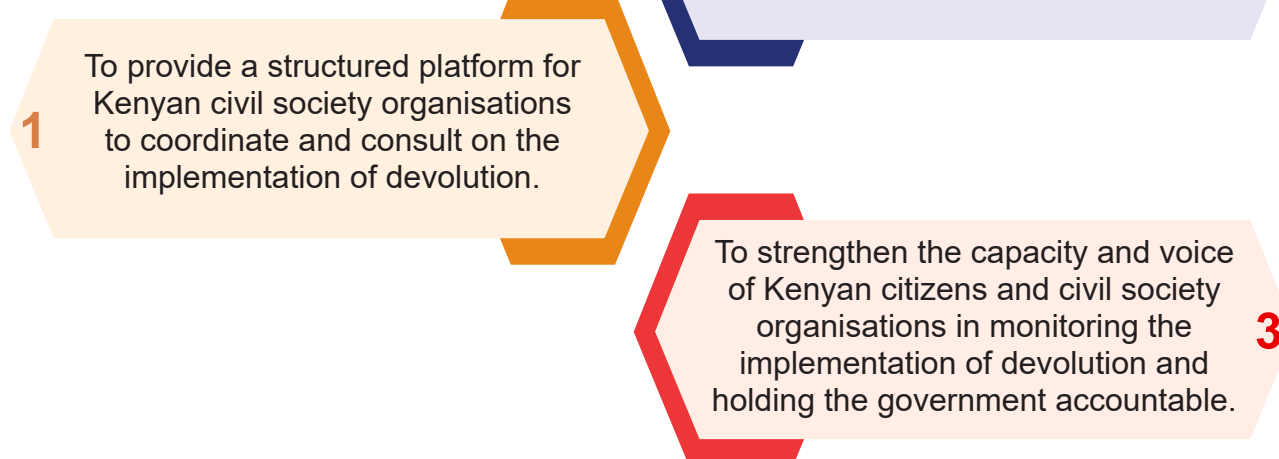 1
To provide a structured platform for
Kenyan civil society organisations
to coordinate and consult on the
implementation of devolution.
To strengthen the capacity and voice
of Kenyan citizens and civil society
organisations in monitoring the
implementation of devolution and
holding the government accountable.
3